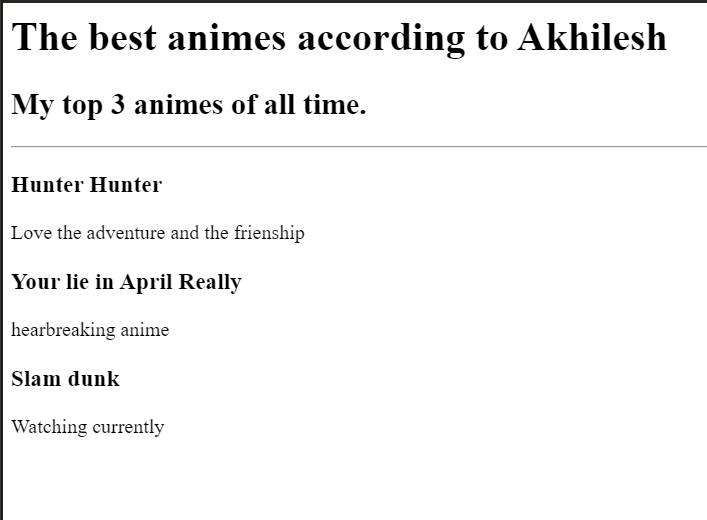 The best animes according to Akhilesh
My top 3 animes of all time.
Hunter Hunter
Love the adventure and the frienship
Your lie in April Really
hearbreaking anime
Slam dunk
Watching currently